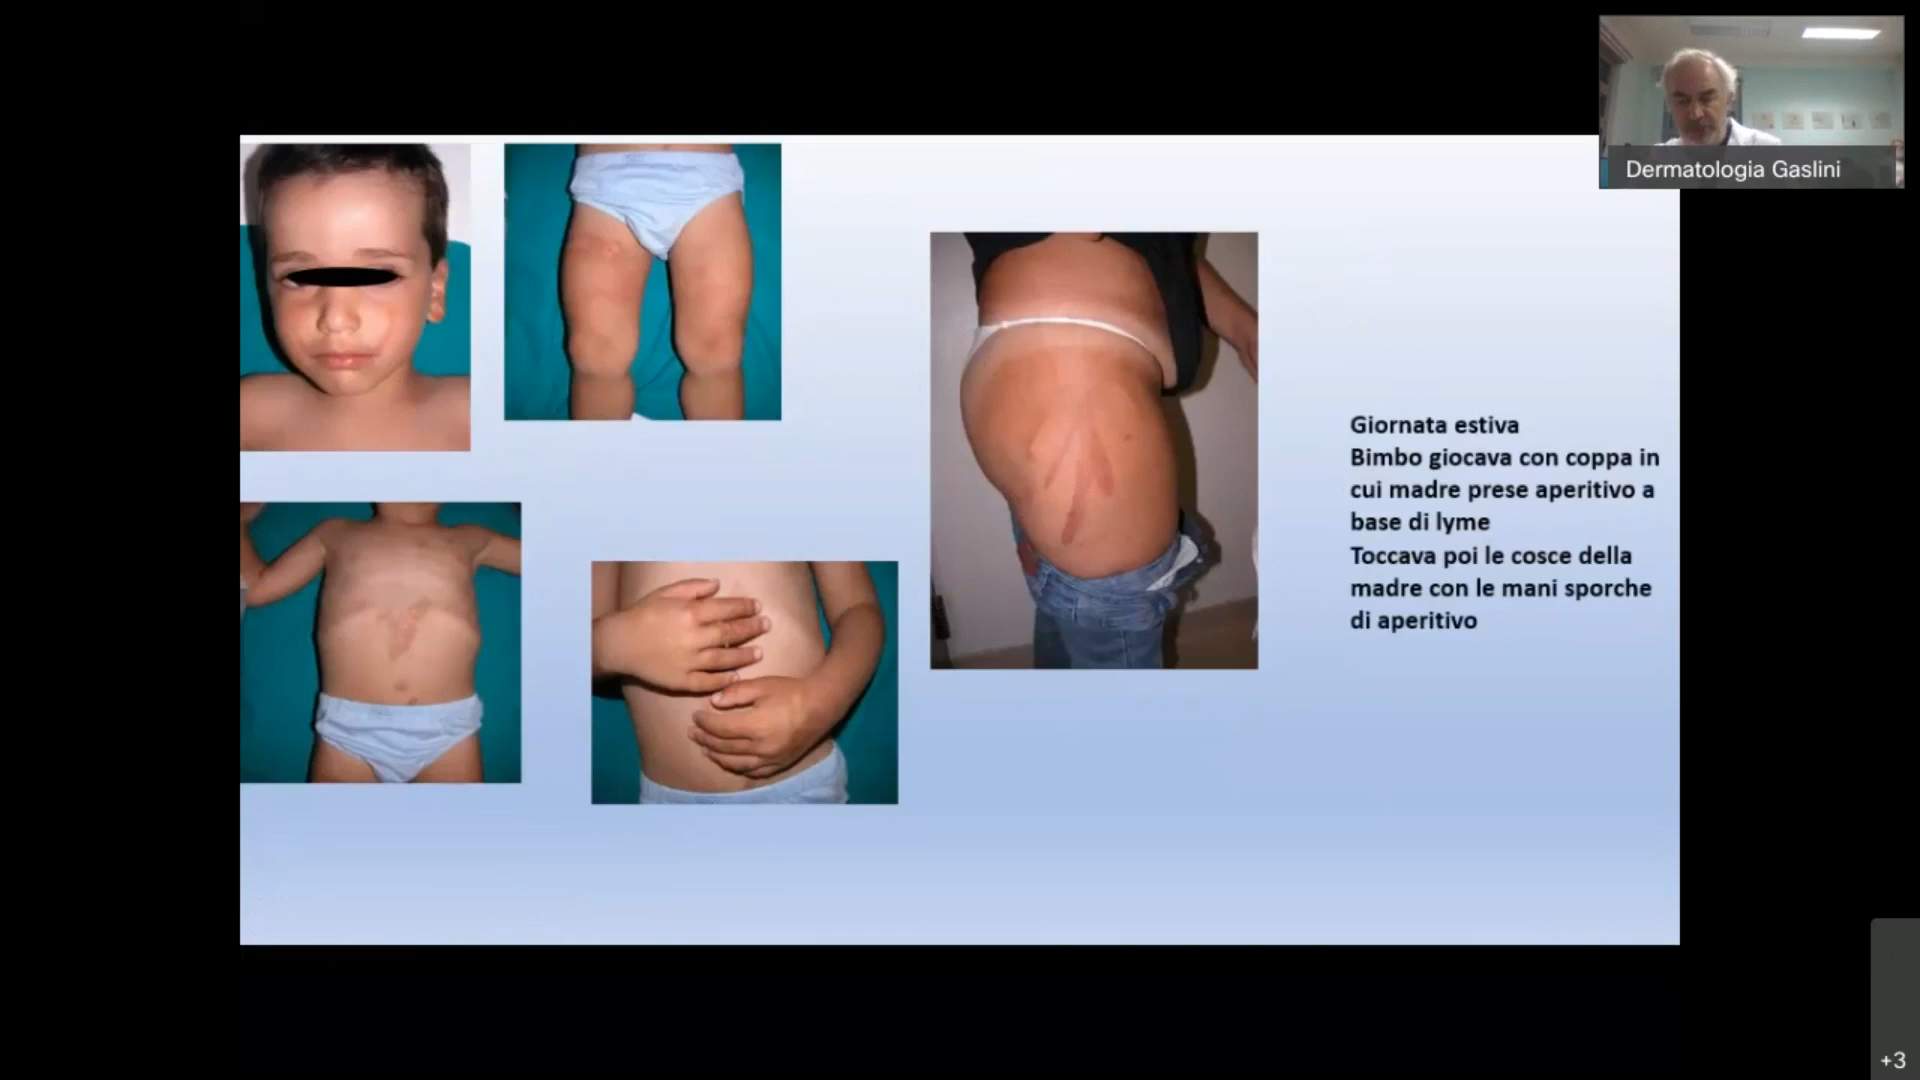 Dermatologia Gaslini
Giornata estiva
Bimbo giocava con coppa in
cui madre prese aperitivo a
base di lyme
Toccava poi le cosce della
madre con le mani sporche
di aperitivo
+3